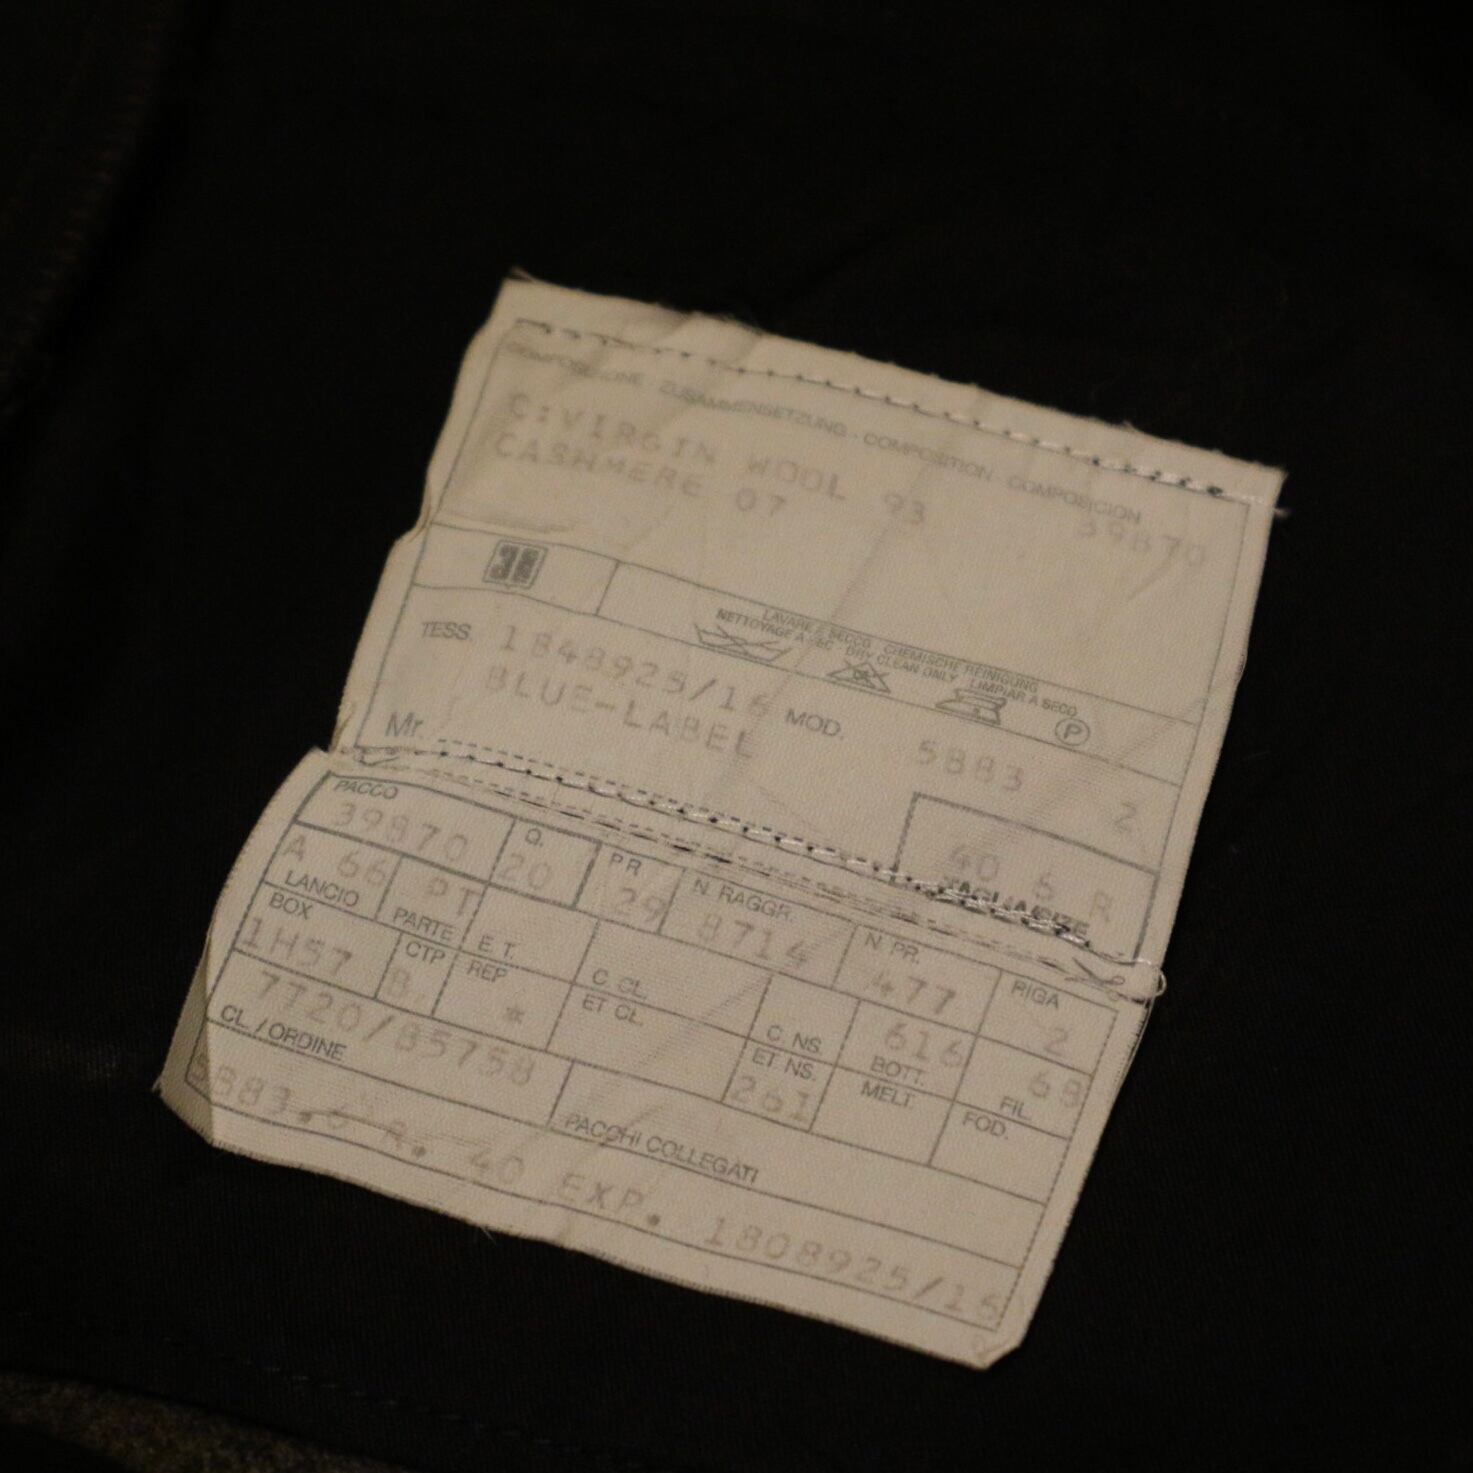 COMPOSIZIONE ZUSAMMENSETZUNG · COMPOSITION · COMPOSICION
C:VIRGIN WOOL 93 39870
CASHMERE 07
LAVARE A SECCO. CHEMISCHE REINIGUNG
NETTOYAGE A SEC · DRY CLEAN ONLY · LIMPIAR A SECO
P
TESS. 1848925/16 MOD. 5883 2
BLUE-LABEL
Mr.
40 6 R
TAGLIA/SIZE
PACCO Q. PR N. RAGGR. N. PR. RIGA
39870 20 29 8714 477 2
A 66 PT
LANCIO PARTE E.T. C. CL. C. NS. 616 68
BOX CTP REP ET CL. ET NS. BOTT. FIL.
1H57 B. * 261 MELT. FOD.
7720/85758
CL./ORDINE PACCHI COLLEGATI
5883.6 R. 40 EXP. 1808925/16